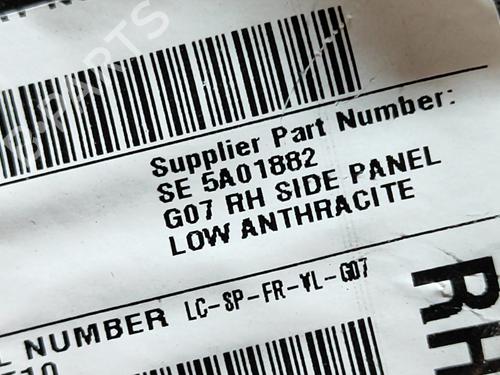 Supplier Part Number:
SE 5A01882
G07 RH SIDE PANEL
LOW ANTHRACITE
L NUMBER LC-SP-FR-YL-G07
RH